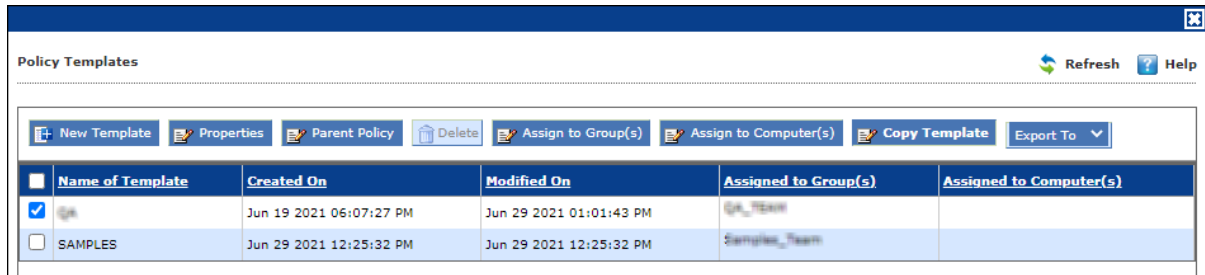 Policy Templates
Refresh
Help
New Template Properties Parent Policy Delete Assign to Group(s) Assign to Computer(s) Copy Template Export To
Name of Template Created On Modified On Assigned to Group(s) Assigned to Computer(s)
Jun 19 2021 06:07:27 PM Jun 29 2021 01:01:43 PM
SAMPLES Jun 29 2021 12:25:32 PM Jun 29 2021 12:25:32 PM